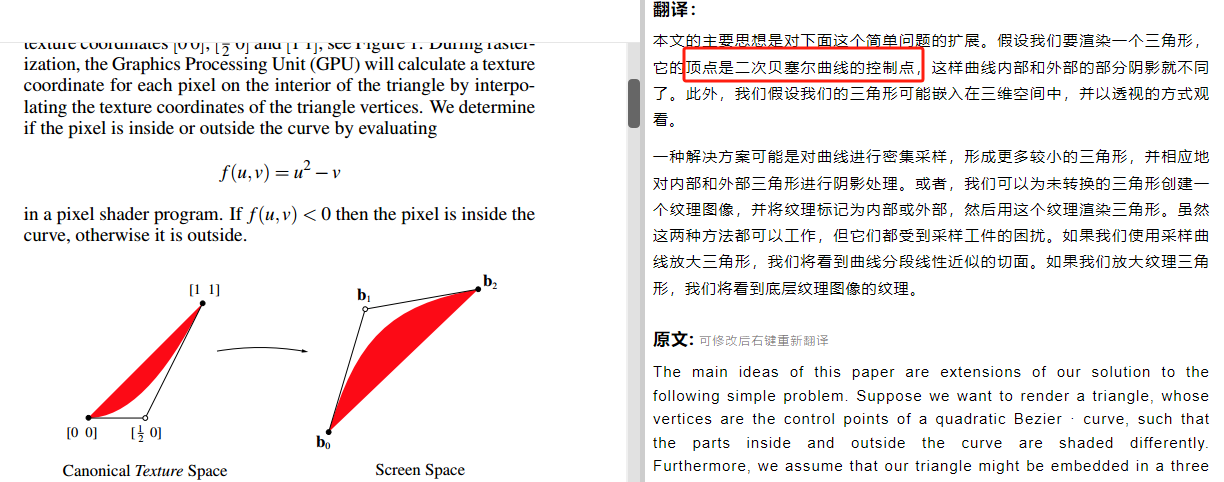 texture coordinates [0 0], [½ 0] and [1 1], see Figure 1. During raster-
ization, the Graphics Processing Unit (GPU) will calculate a texture
coordinate for each pixel on the interior of the triangle by interpo-
lating the texture coordinates of the triangle vertices. We determine
if the pixel is inside or outside the curve by evaluating
f(u,v) = u² − v
in a pixel shader program. If f(u,v) < 0 then the pixel is inside the
curve, otherwise it is outside.
[1 1]
[0 0]
[½ 0]
Canonical Texture Space
b₁
b₂
b₀
Screen Space
翻译：
本文的主要思想是对下面这个简单问题的扩展。假设我们要渲染一个三角形，
它的顶点是二次贝塞尔曲线的控制点，这样曲线内部和外部的部分阴影就不同
了。此外，我们假设我们的三角形可能嵌入在三维空间中，并以透视的方式观
看。
一种解决方案可能是对曲线进行密集采样，形成更多较小的三角形，并相应地
对内部和外部三角形进行阴影处理。或者，我们可以为未转换的三角形创建一
个纹理图像，并将纹理标记为内部或外部，然后用这个纹理渲染三角形。虽然
这两种方法都可以工作，但它们都受到采样工件的困扰。如果我们使用采样曲
线放大三角形，我们将看到曲线分段线性近似的切面。如果我们放大纹理三角
形，我们将看到底层纹理图像的纹理。
原文: 可修改后右键重新翻译
The main ideas of this paper are extensions of our solution to the
following simple problem. Suppose we want to render a triangle, whose
vertices are the control points of a quadratic Bezier · curve, such that
the parts inside and outside the curve are shaded differently.
Furthermore, we assume that our triangle might be embedded in a three